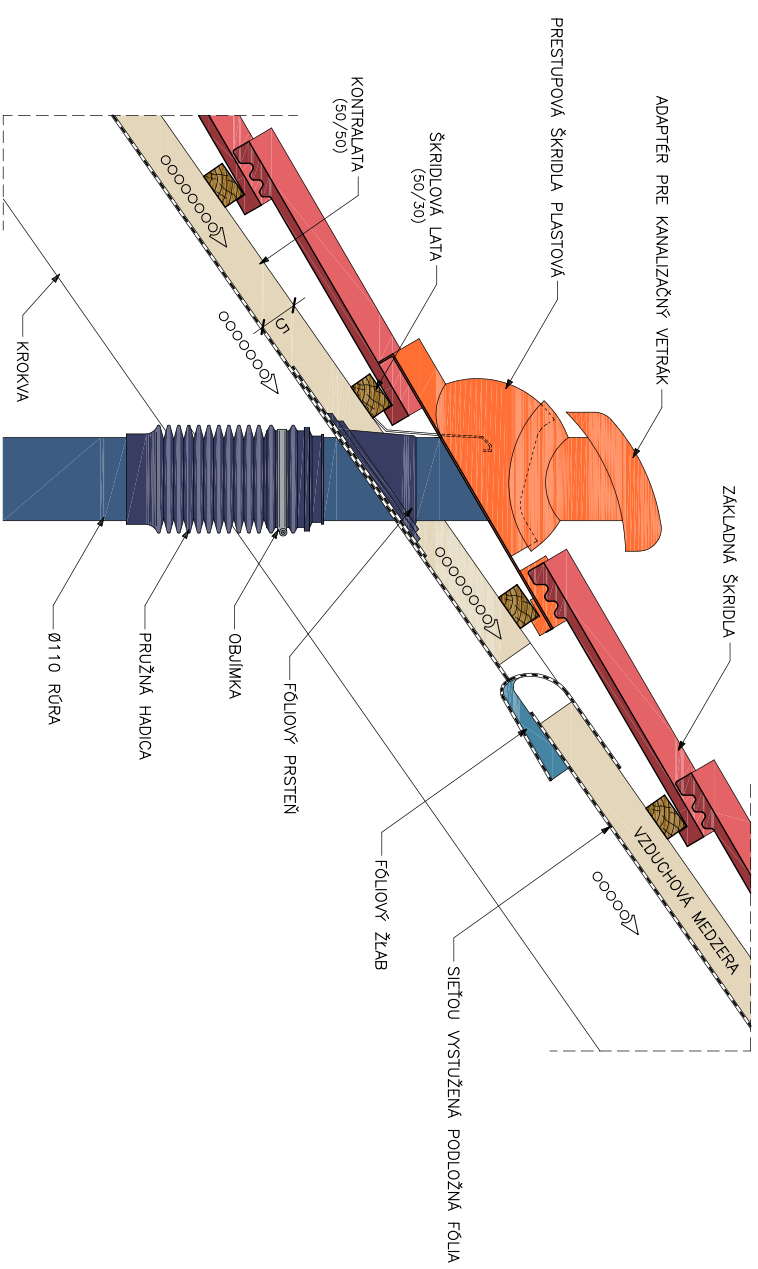 ADAPTÉR PRE KANALIZAČNÝ VETRÁK
PRESTUPOVÁ ŠKRIDLA PLASTOVÁ
ŠKRIDLOVÁ LATA
(50/30)
KONTRALATA
(50/50)
ZÁKLADNÁ ŠKRIDLA
5
VZDUCHOVÁ MEDZERA
KROKVA
Ø110 RÚRA
PRUŽNÁ HADICA
OBJÍMKA
FÓLIOVÝ PRSTEŇ
FÓLIOVÝ ŽĽAB
SIEŤOU VYSTUŽENÁ PODLOŽNÁ FÓLIA